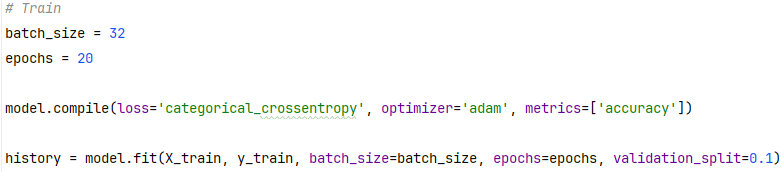 # Train
batch_size = 32
epochs = 20
model.compile(loss='categorical_crossentropy', optimizer='adam', metrics=['accuracy'])
history = model.fit(X_train, y_train, batch_size=batch_size, epochs=epochs, validation_split=0.1)